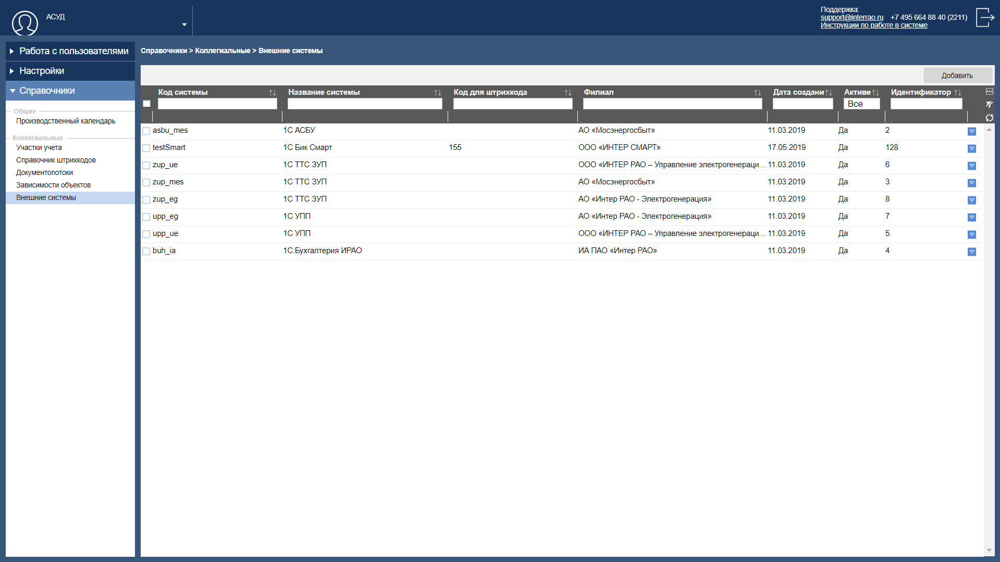 АСУД
Поддержка:
support@interrao.ru +7 495 664 88 40 (2211)
Инструкции по работе в системе
Работа с пользователями
Настройки
Справочники
Общие
Производственный календарь
Коллегиальные
Участки учета
Справочник штрихкодов
Документопотоки
Зависимости объектов
Внешние системы
Справочники > Коллегиальные > Внешние системы
Добавить
Код системы Название системы Код для штрихкода Филиал Дата создани Активе Идентификатор
Все
asbu_mes 1С АСБУ АО «Мосэнергосбыт» 11.03.2019 Да 2
testSmart 1С Бик Смарт 155 ООО «ИНТЕР СМАРТ» 17.05.2019 Да 128
zup_ue 1С ТТС ЗУП ООО «ИНТЕР РАО – Управление электрогенераци... 11.03.2019 Да 6
zup_mes 1С ТТС ЗУП АО «Мосэнергосбыт» 11.03.2019 Да 3
zup_eg 1С ТТС ЗУП АО «Интер РАО - Электрогенерация» 11.03.2019 Да 8
upp_eg 1С УПП АО «Интер РАО - Электрогенерация» 11.03.2019 Да 7
upp_ue 1С УПП ООО «ИНТЕР РАО – Управление электрогенераци... 11.03.2019 Да 5
buh_ia 1С:Бухгалтерия ИРАО ИА ПАО «Интер РАО» 11.03.2019 Да 4